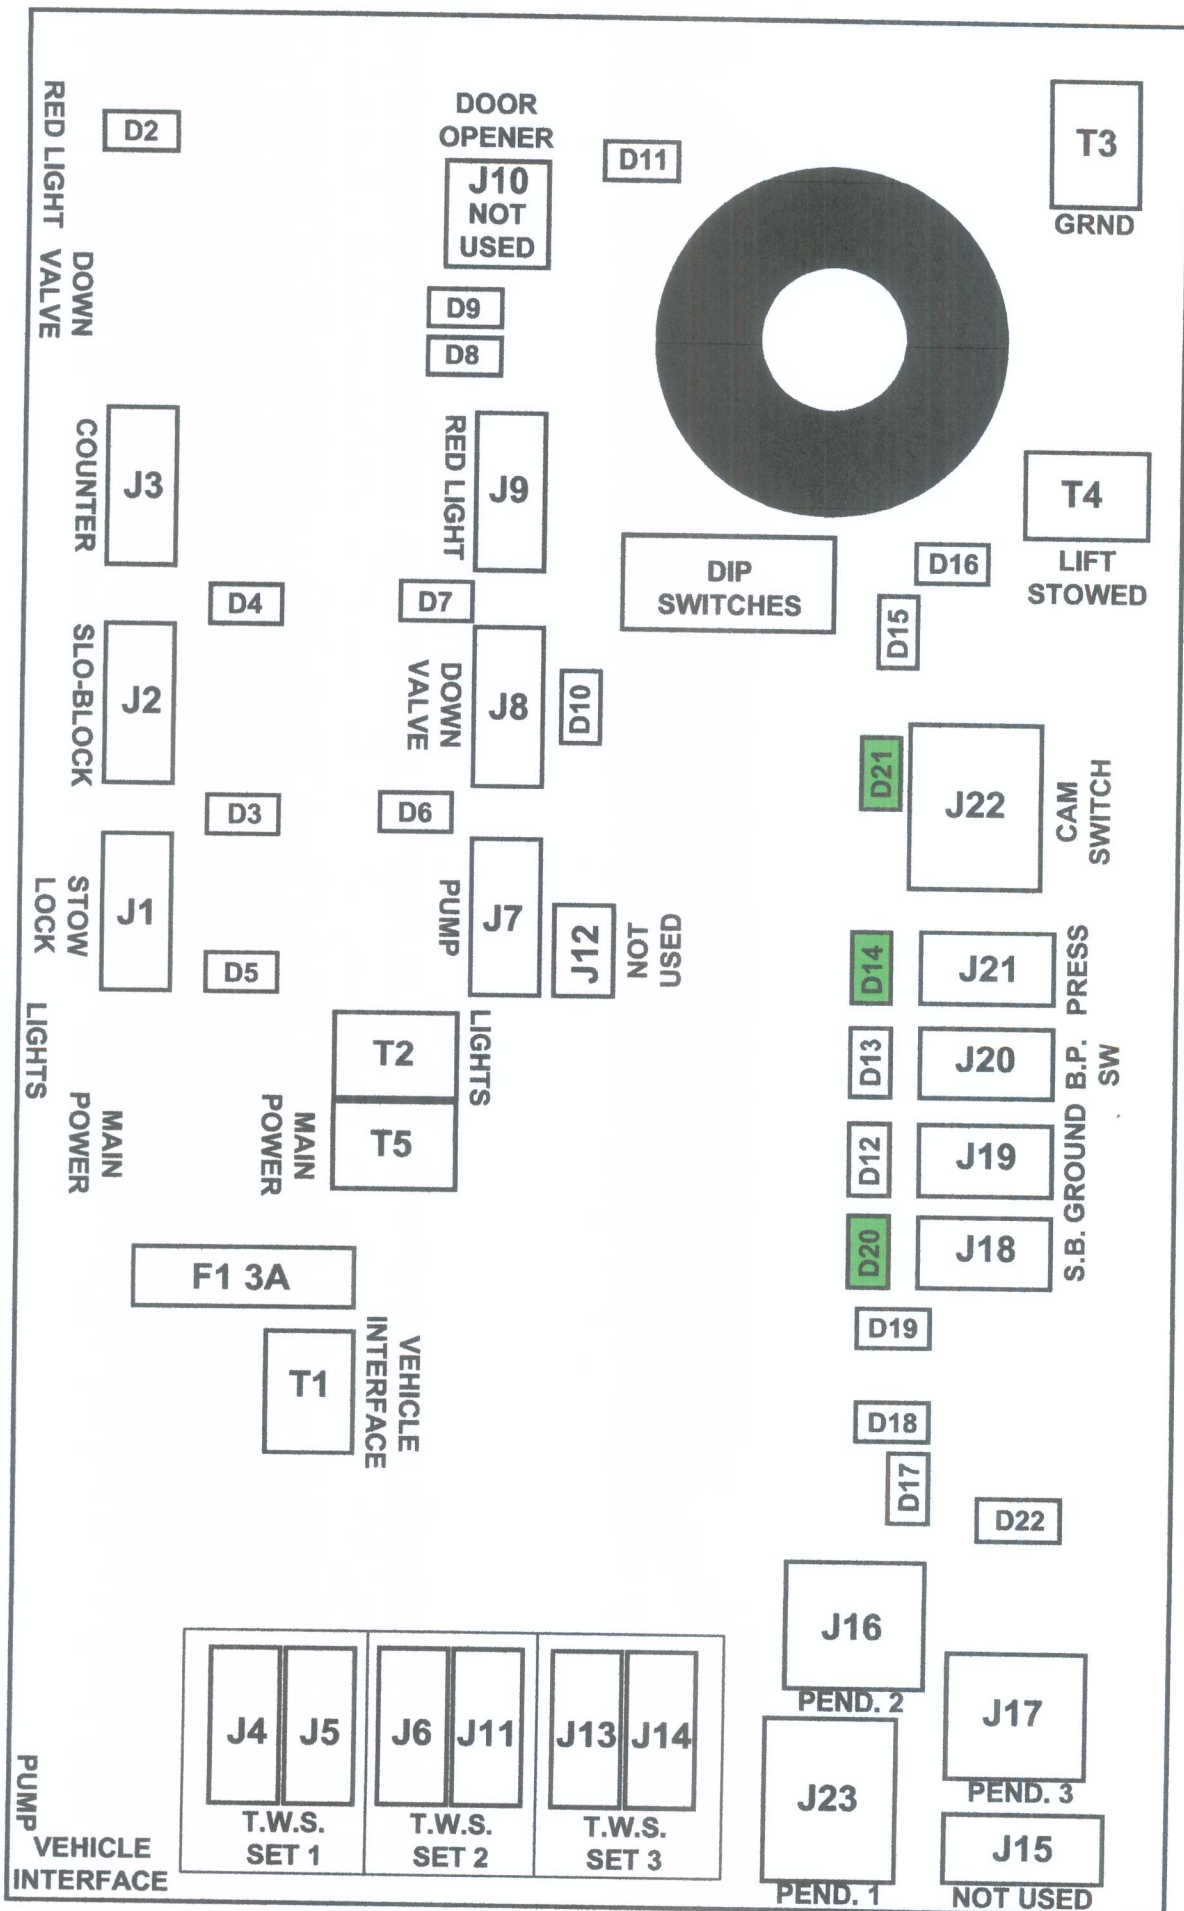 D2
RED LIGHT
DOWN
VALVE
DOOR
OPENER
J10
NOT
USED
D11
T3
GRND
D9
D8
COUNTER
J3
RED LIGHT
J9
T4
LIFT
STOWED
DIP
SWITCHES
D16
D15
D4
D7
SLO-BLOCK
J2
DOWN
VALVE
J8
D10
D21
J22
CAM
SWITCH
D3
D6
STOW
LOCK
J1
PUMP
J7
J12
NOT
USED
D14
J21
PRESS
D5
LIGHTS
T2
LIGHTS
D13
J20
B.P.
SW
MAIN
POWER
MAIN
POWER
T5
D12
J19
GROUND
D20
J18
S.B.
F1 3A
D19
T1
VEHICLE
INTERFACE
D18
D17
D22
J16
PEND. 2
J17
PEND. 3
J4
J5
T.W.S.
SET 1
J6
J11
T.W.S.
SET 2
J13
J14
T.W.S.
SET 3
J23
PEND. 1
J15
NOT USED
PUMP
VEHICLE
INTERFACE